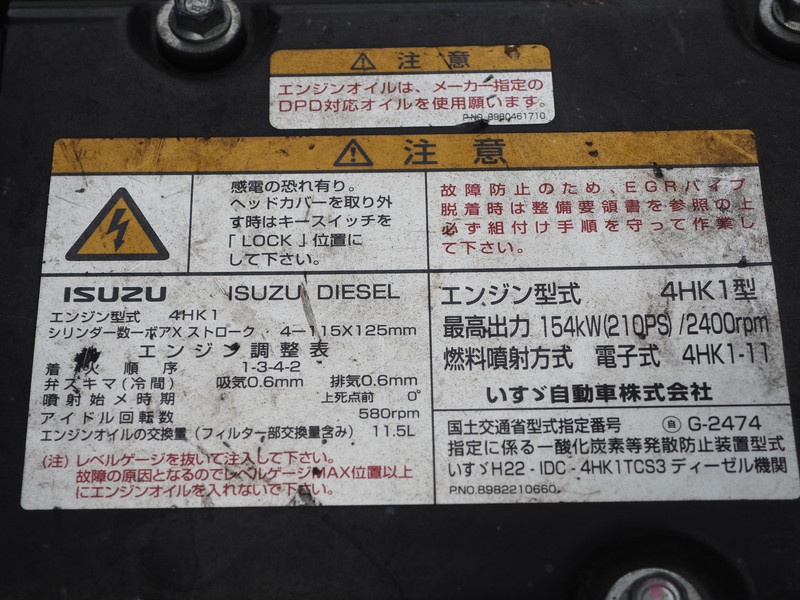 注意
エンジンオイルは、メーカー指定の
DPD対応オイルを使用願います。
P.NO. 8980461710
注意
感電の恐れ有り。
ヘッドカバーを取り外
す時はキースイッチを
「LOCK」位置に
して下さい。
故障防止のため、EGRパイプ
脱着時は整備要領書を参照の上
必ず組付け手順を守って作業し
て下さい。
ISUZU ISUZU DIESEL
エンジン型式 4HK1
シリンダー数ーボアX ストローク ・ 4－115X125mm
エンジン調整表
着火順序 1-3-4-2
弁スキマ(冷間) 吸気0.6mm 排気0.6mm
噴射始メ時期 上死点前 0°
アイドル回転数 580rpm
エンジンオイルの交換量（フィルター部交換量含み）11.5L
(注) レベルゲージを抜いて注入して下さい。
故障の原因となるのでレベルゲージMAX位置以上
にエンジンオイルを入れないで下さい。
エンジン型式 4HK1型
最高出力 154kW(210PS)/2400rpm
燃料噴射方式 電子式 4HK1-11
いすゞ自動車株式会社
国土交通省型式指定番号 自 G-2474
指定に係る一酸化炭素等発散防止装置型式
いすゞH22・IDC・4HK1TCS3 ディーゼル機関
P.NO.8982210660